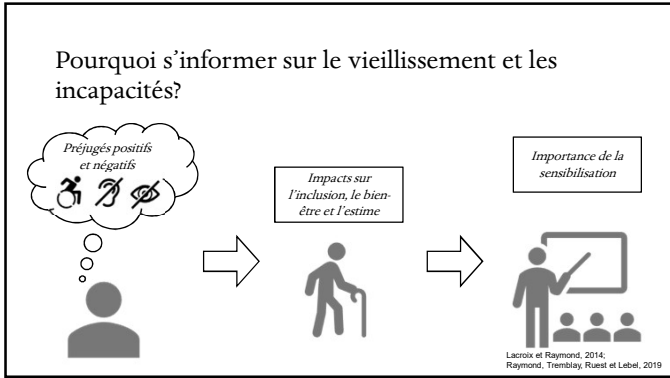 Pourquoi s’informer sur le vieillissement et les
incapacités?
Préjugés positifs
et négatifs
Impacts sur
l’inclusion, le bien-
être et l’estime
Importance de la
sensibilisation
Lacroix et Raymond, 2014;
Raymond, Tremblay, Ruest et Lebel, 2019